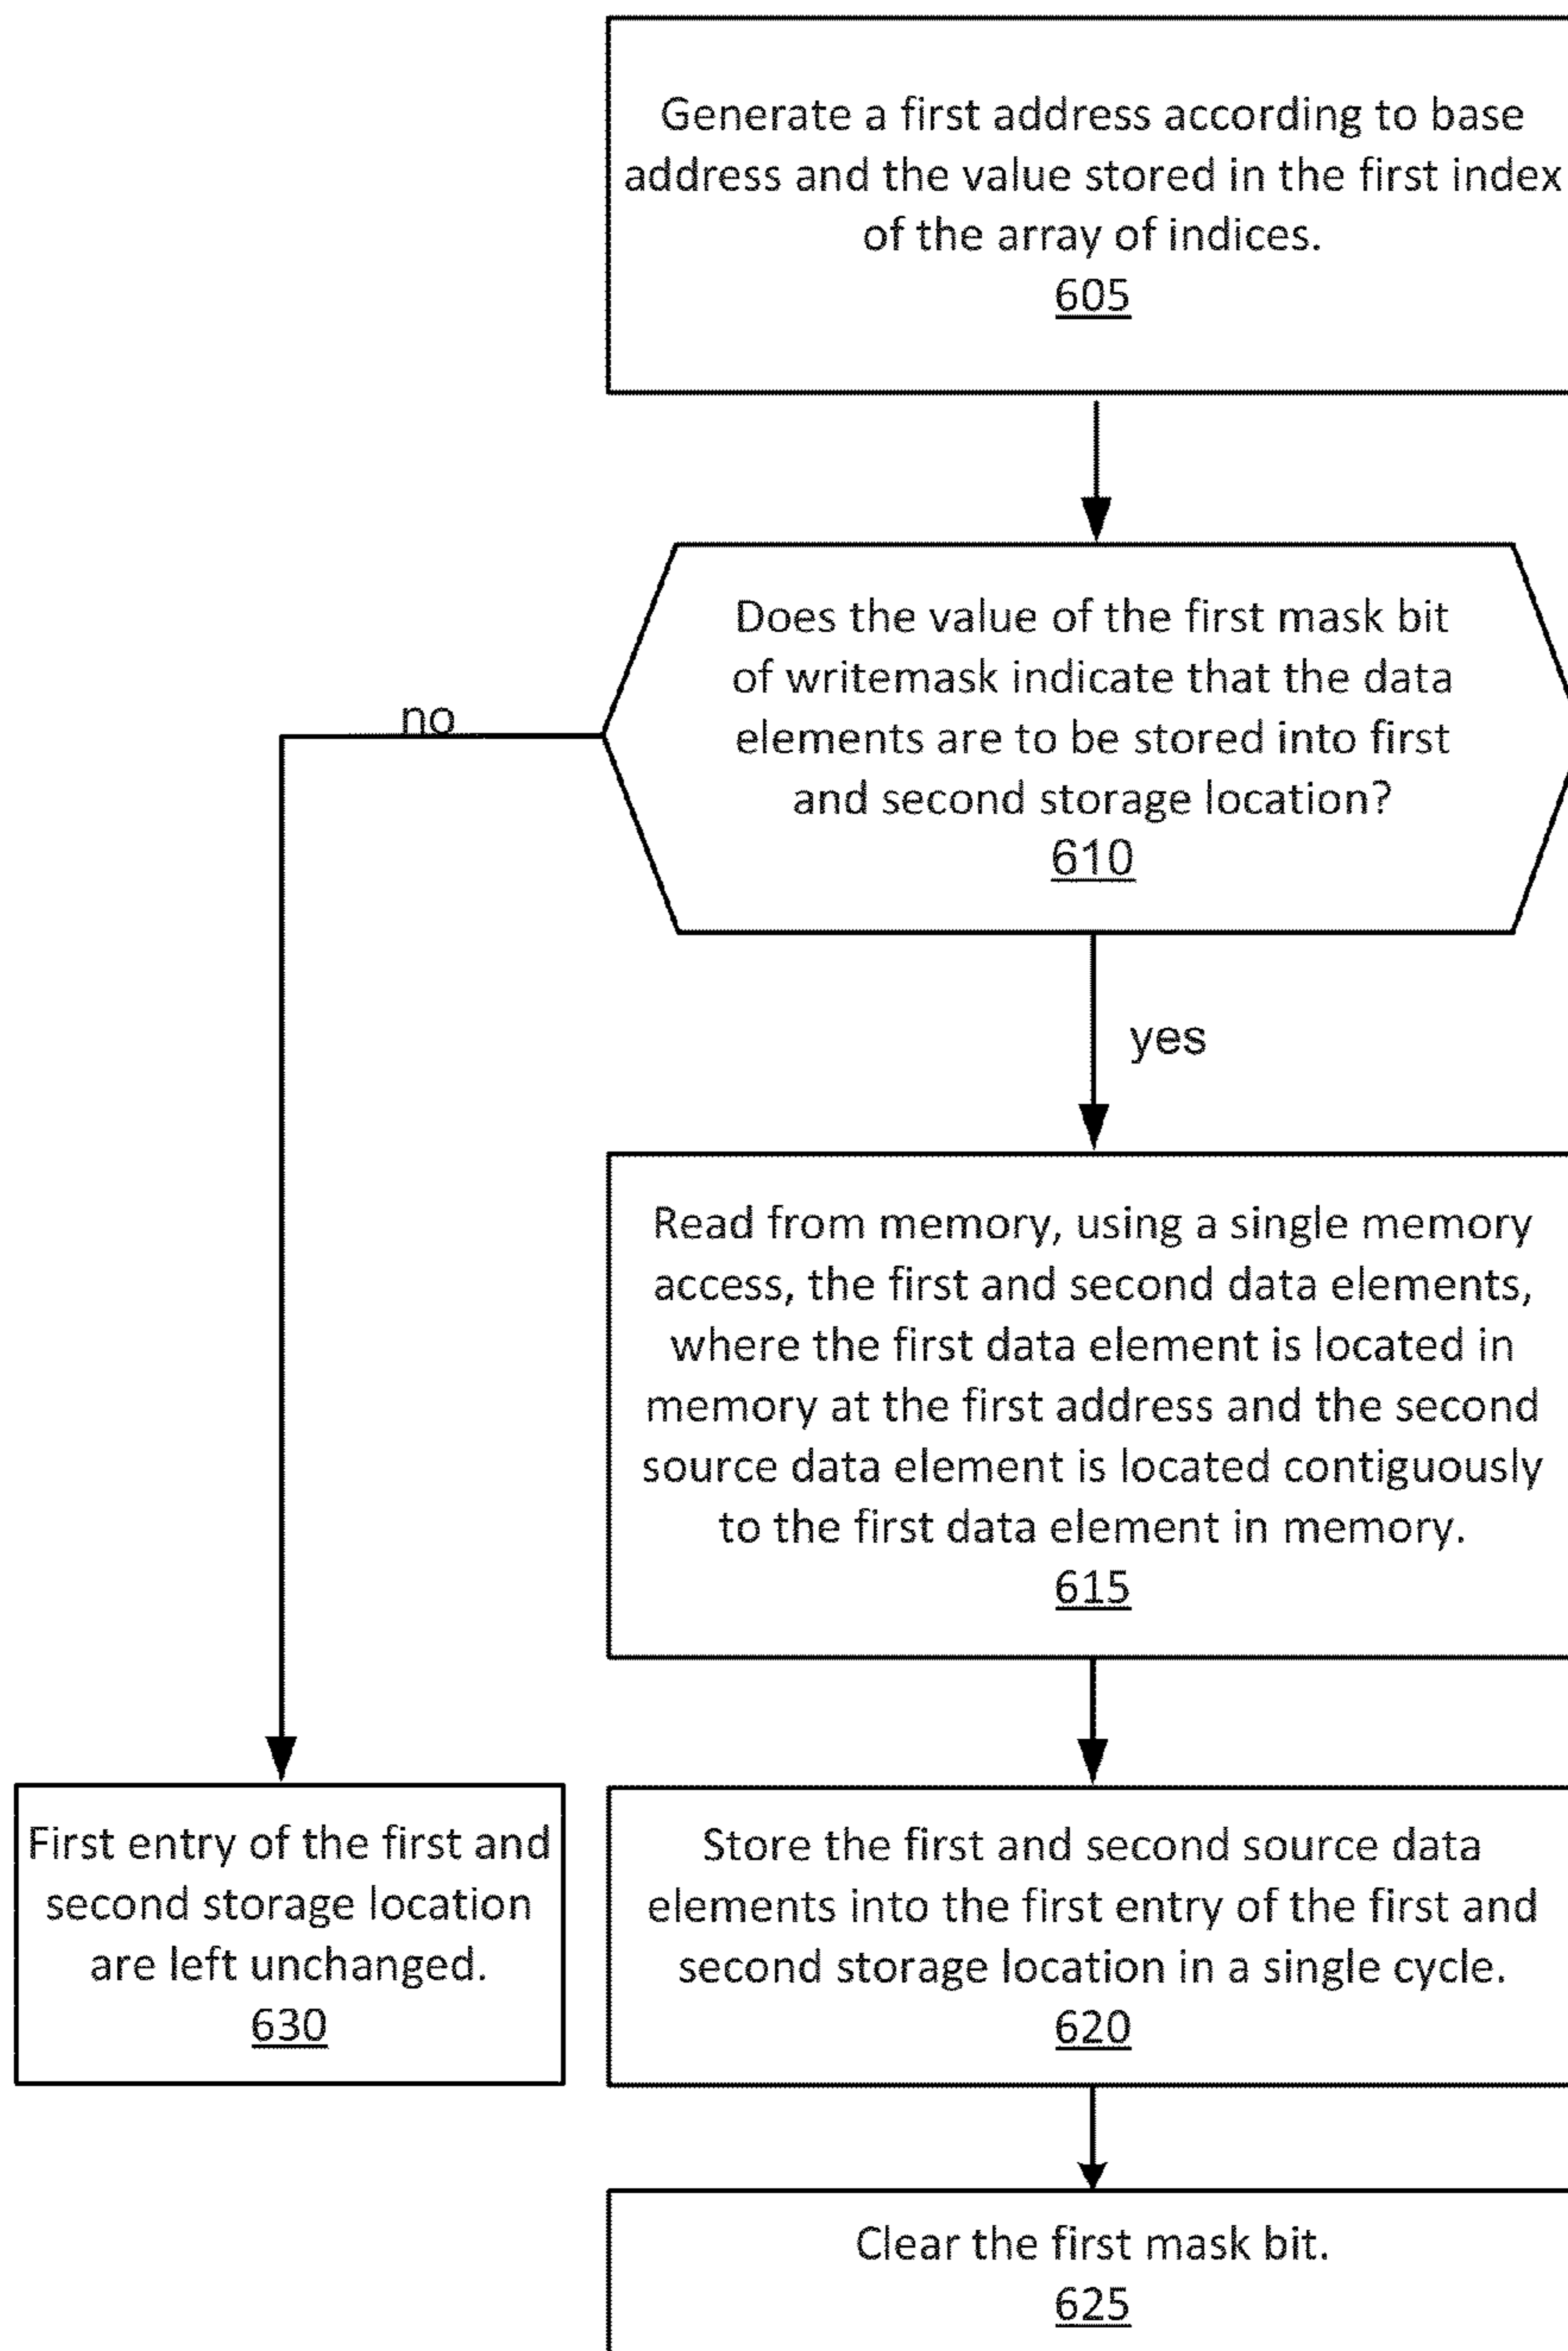 Generate a first address according to base
address and the value stored in the first index
of the array of indices.
605
Does the value of the first mask bit
of writemask indicate that the data
elements are to be stored into first
and second storage location?
610
no
yes
Read from memory, using a single memory
access, the first and second data elements,
where the first data element is located in
memory at the first address and the second
source data element is located contiguously
to the first data element in memory.
615
First entry of the first and
second storage location
are left unchanged.
630
Store the first and second source data
elements into the first entry of the first and
second storage location in a single cycle.
620
Clear the first mask bit.
625